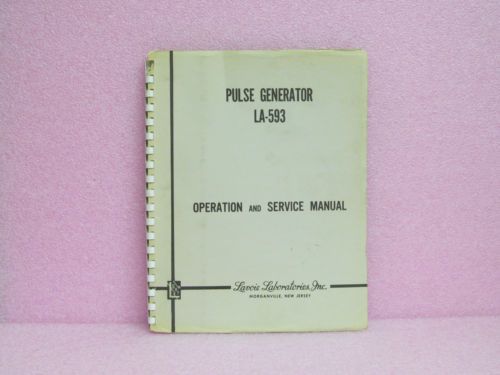 PULSE GENERATOR
LA-593
OPERATION AND SERVICE MANUAL
Lavoie Laboratories, Inc.
MORGANVILLE, NEW JERSEY